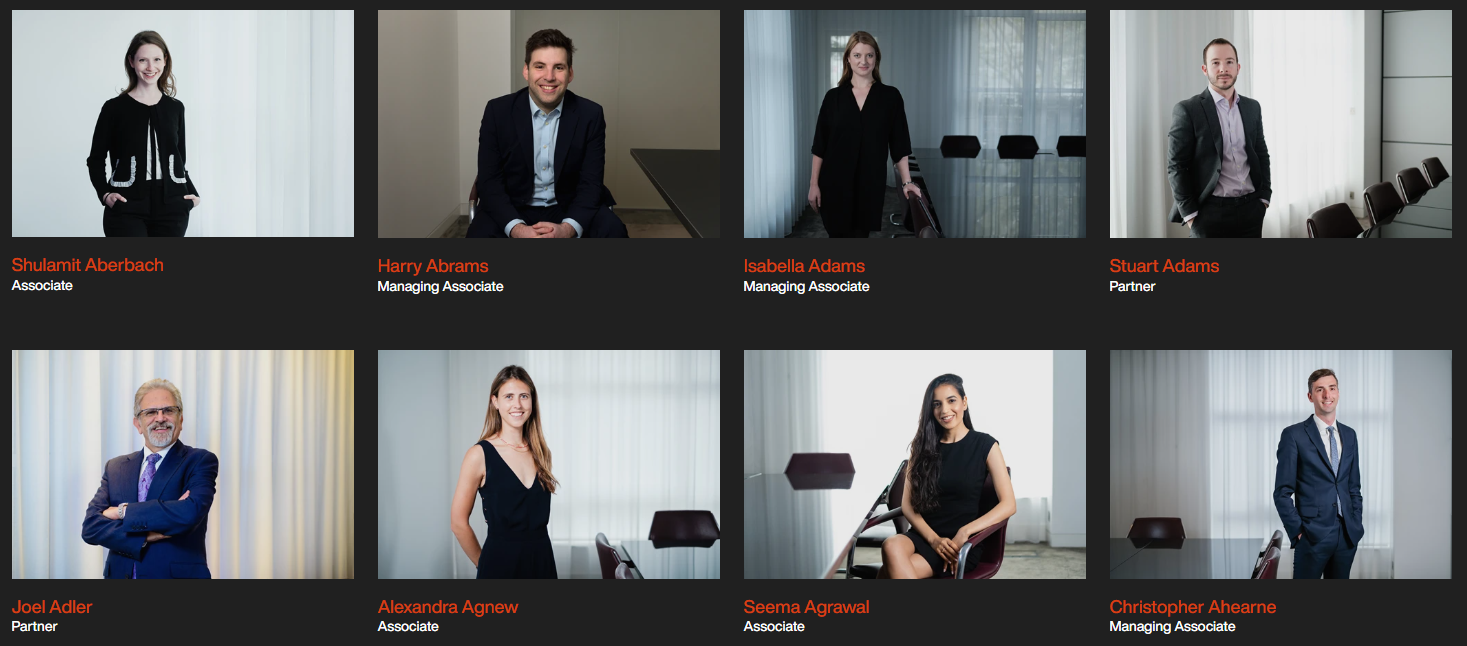 Shulamit Aberbach
Associate
Harry Abrams
Managing Associate
Isabella Adams
Managing Associate
Stuart Adams
Partner
Joel Adler
Partner
Alexandra Agnew
Associate
Seema Agrawal
Associate
Christopher Ahearne
Managing Associate